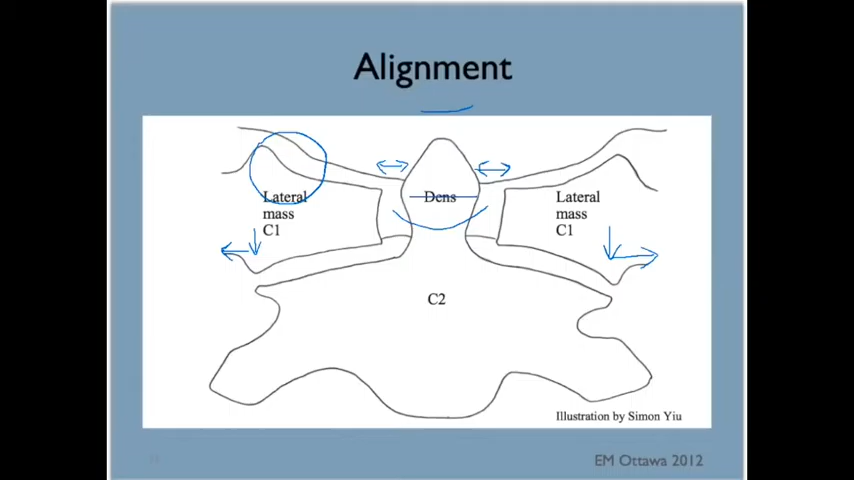 Alignment
Dens
Lateral
mass
C1
Lateral
mass
C1
C2
Illustration by Simon Yiu
EM Ottawa 2012